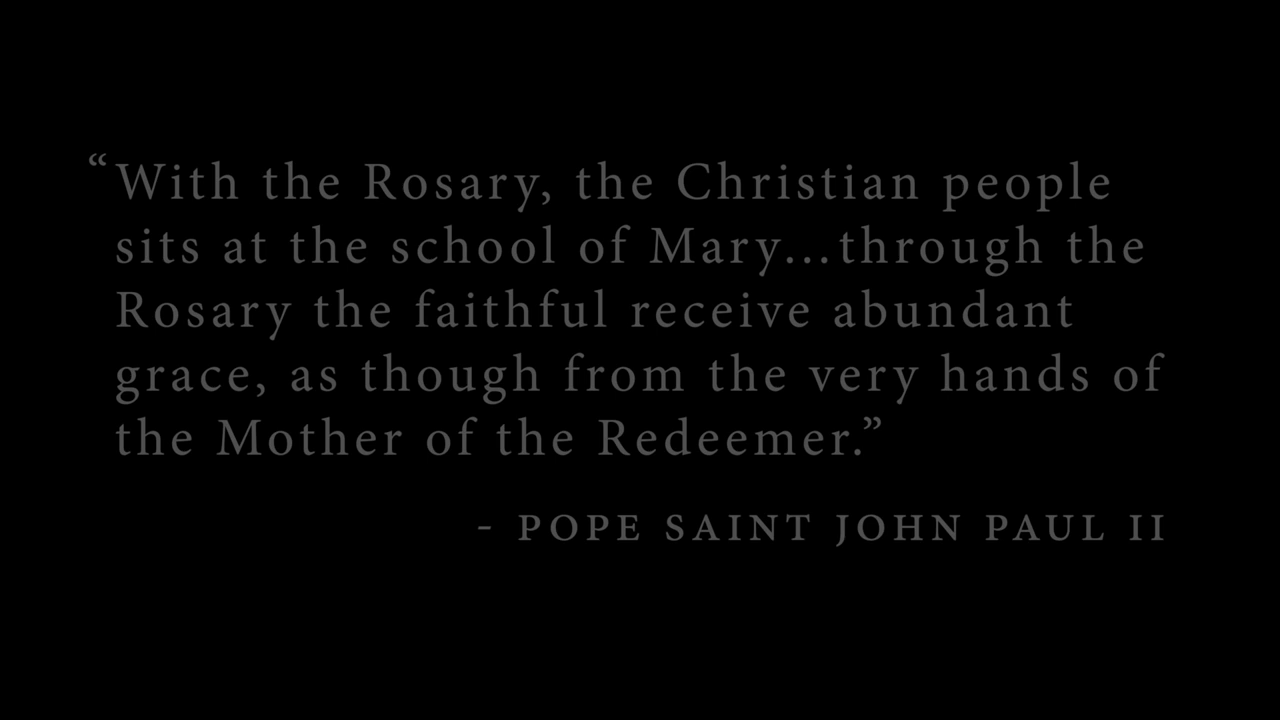 “With the Rosary, the Christian people
sits at the school of Mary...through the
Rosary the faithful receive abundant
grace, as though from the very hands of
the Mother of the Redeemer.”
- POPE SAINT JOHN PAUL II